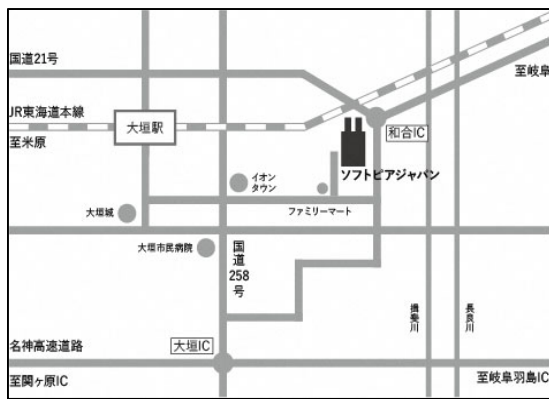 国道21号
至岐阜
JR東海道本線
大垣駅
和合IC
至米原
ソフトピアジャパン
イオン
タウン
大垣城
ファミリーマート
大垣市民病院
国道258号
揖斐川
長良川
名神高速道路
大垣IC
至関ヶ原IC
至岐阜羽島IC